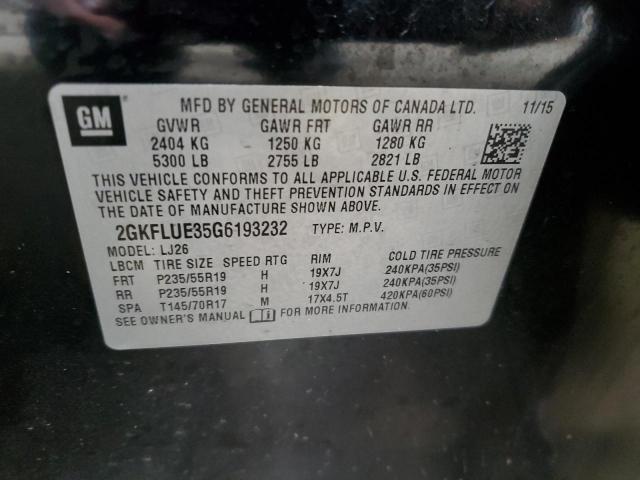 GM
MFD BY GENERAL MOTORS OF CANADA LTD. 11/15
GVWR GAWR FRT GAWR RR
2404 KG 1250 KG 1280 KG
5300 LB 2755 LB 2821 LB
THIS VEHICLE CONFORMS TO ALL APPLICABLE U.S. FEDERAL MOTOR
VEHICLE SAFETY AND THEFT PREVENTION STANDARDS IN EFFECT ON
THE DATE OF MANUFACTURE SHOWN ABOVE.
2GKFLUE35G6193232 TYPE: M.P.V.
MODEL: LJ26
LBCM TIRE SIZE SPEED RTG RIM COLD TIRE PRESSURE
FRT P235/55R19 H 19X7J 240KPA(35PSI)
RR P235/55R19 H 19X7J 240KPA(35PSI)
SPA T145/70R17 M 17X4.5T 420KPA(60PSI)
SEE OWNER'S MANUAL FOR MORE INFORMATION.